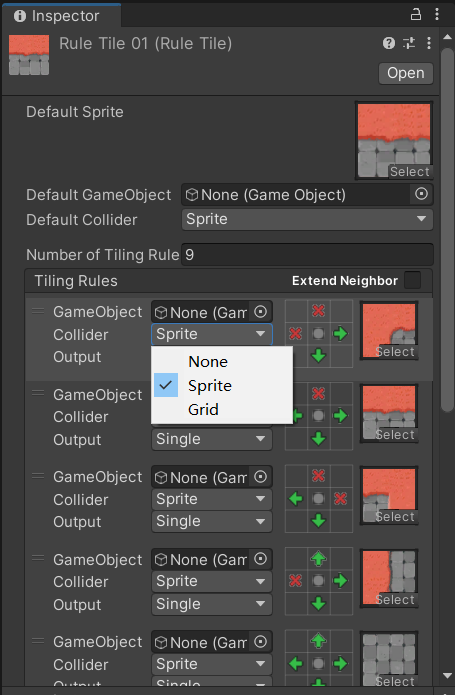 Inspector
Rule Tile 01 (Rule Tile)
Open
Default Sprite
Select
Default GameObject
None (Game Object)
Default Collider
Sprite
Number of Tiling Rule
9
Tiling Rules
Extend Neighbor
GameObject
None (Gam
Collider
Sprite
Output
Select
None
Sprite
Grid
GameObject
Collider
Output
Single
Select
GameObject
None (Gam
Collider
Sprite
Output
Single
Select
GameObject
None (Gam
Collider
Sprite
Output
Single
Select
GameObject
None (Gam
Collider
Sprite
Output
Single
Select